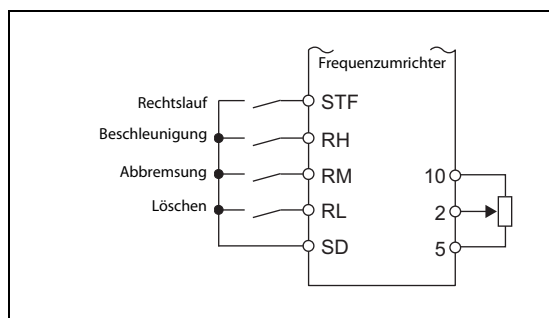 Frequenzumrichter
Rechtslauf STF
Beschleunigung RH
Abbremsung RM 10
Löschen RL 2
SD 5